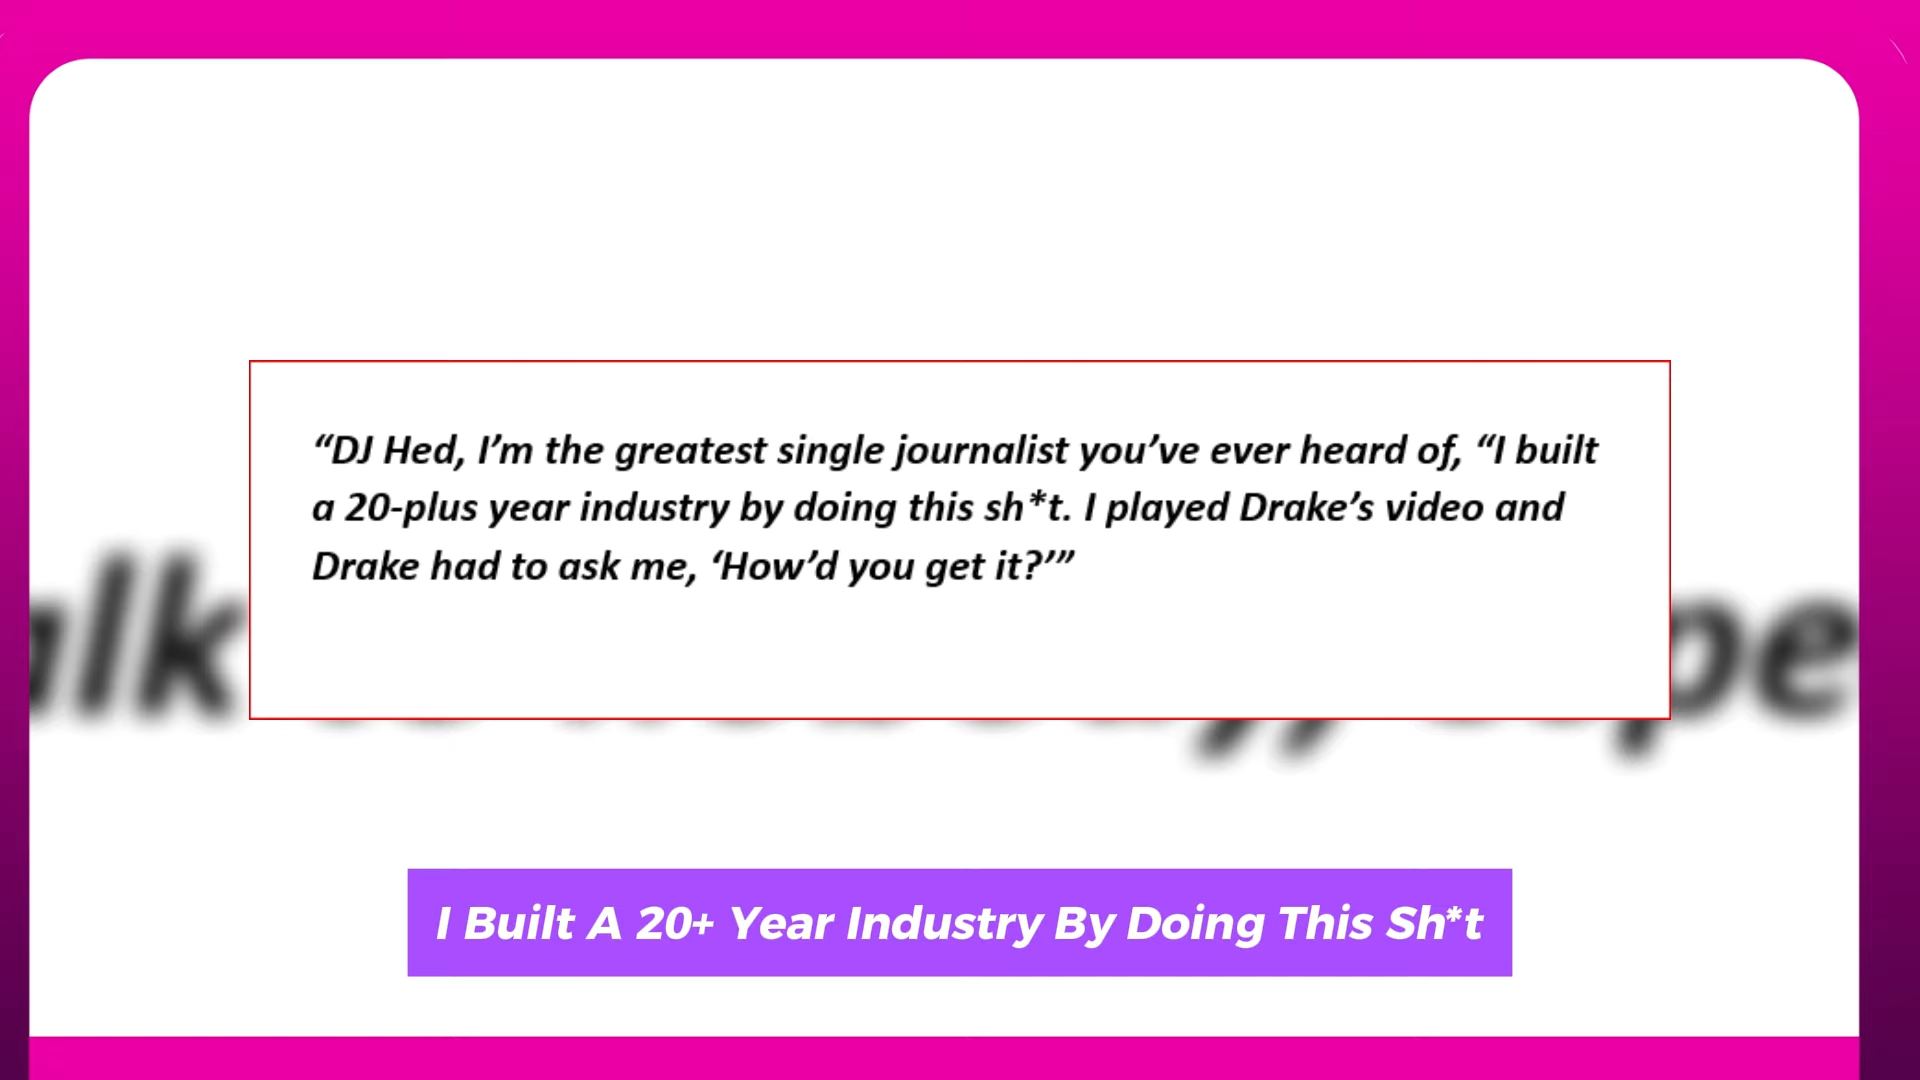 “DJ Hed, I’m the greatest single journalist you’ve ever heard of, “I built
a 20-plus year industry by doing this sh*t. I played Drake’s video and
Drake had to ask me, ‘How’d you get it?’”
I Built A 20+ Year Industry By Doing This Sh*t